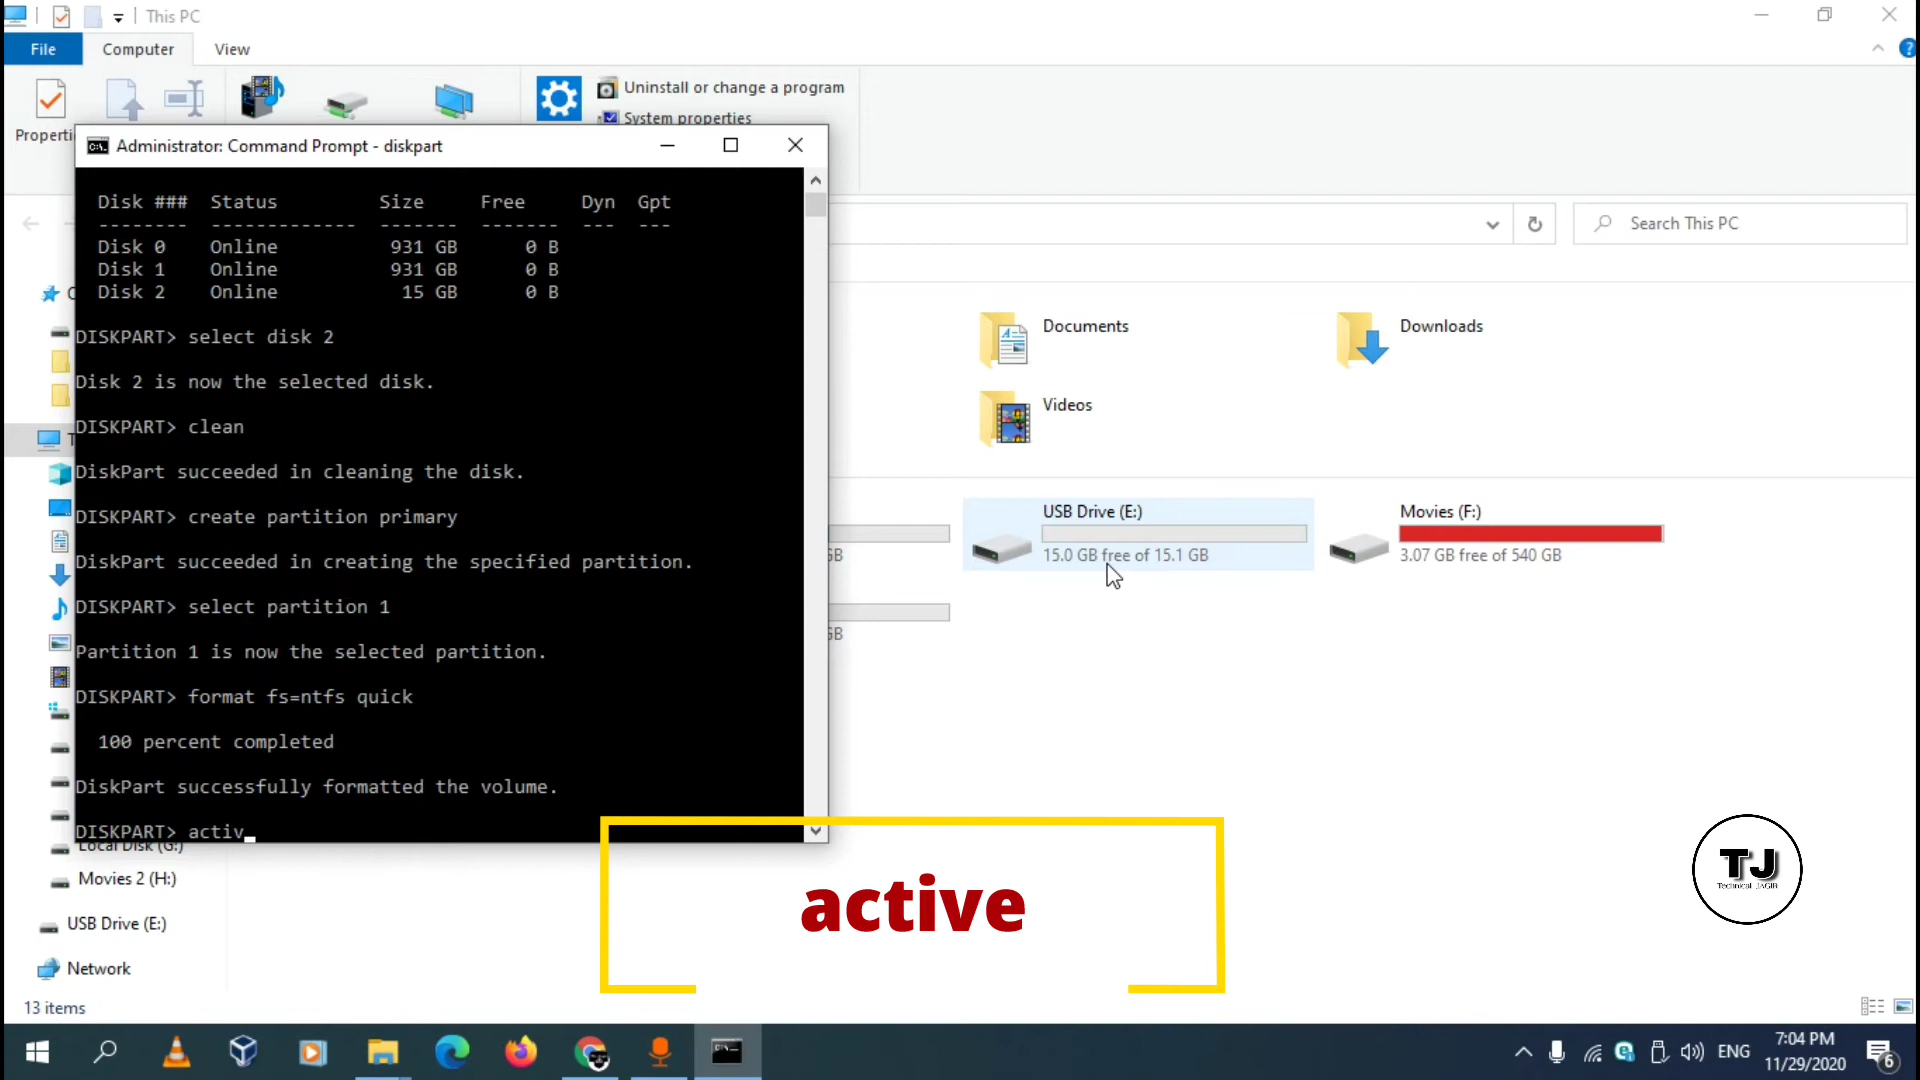 This PC
File
Computer
View
Uninstall or change a program
System properties
Administrator: Command Prompt - diskpart
Search This PC
Disk ### Status Size Free Dyn Gpt
-------- ------------- ------- ------- --- ---
Disk 0 Online 931 GB 0 B
Disk 1 Online 931 GB 0 B
Disk 2 Online 15 GB 0 B
DISKPART> select disk 2
Disk 2 is now the selected disk.
DISKPART> clean
DiskPart succeeded in cleaning the disk.
DISKPART> create partition primary
DiskPart succeeded in creating the specified partition.
DISKPART> select partition 1
Partition 1 is now the selected partition.
DISKPART> format fs=ntfs quick
100 percent completed
DiskPart successfully formatted the volume.
DISKPART> activ
Documents
Downloads
Videos
USB Drive (E:)
15.0 GB free of 15.1 GB
Movies (F:)
3.07 GB free of 540 GB
GB
GB
Local Disk (G:)
Movies 2 (H:)
USB Drive (E:)
Network
13 items
active
TJ
Technical JAGIR
ENG
7:04 PM
11/29/2020
6